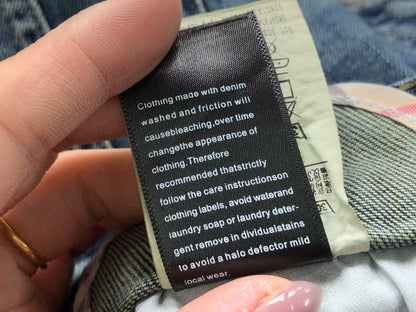 Clothing made with denim
washed and friction will
causebleaching,over time
changethe appearance of
clothing.Therefore
recommended thatstrictly
follow the care instructionson
clothing labels, avoid waterand
laundry soap or laundry deter-
gent remove in dividualstains
to avoid a halo defector mild
local wear.